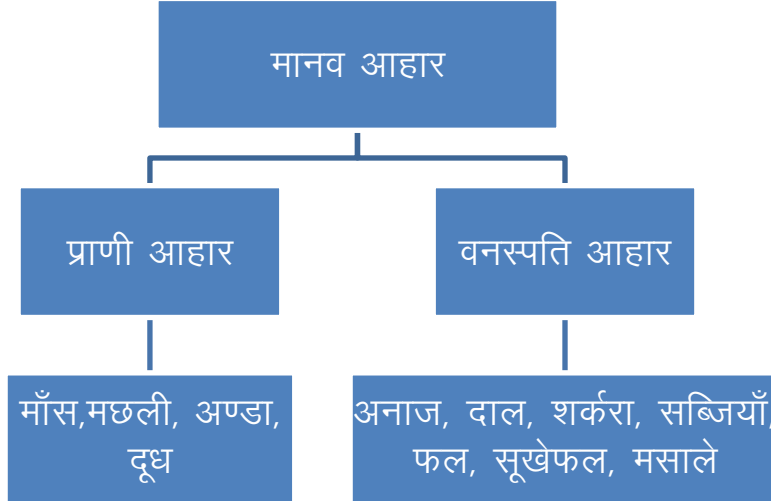 मानव आहार
प्राणी आहार
वनस्पति आहार
माँस,मछली, अण्डा,
दूध
अनाज, दाल, शर्करा, सब्जियाँ,
फल, सूखेफल, मसाले